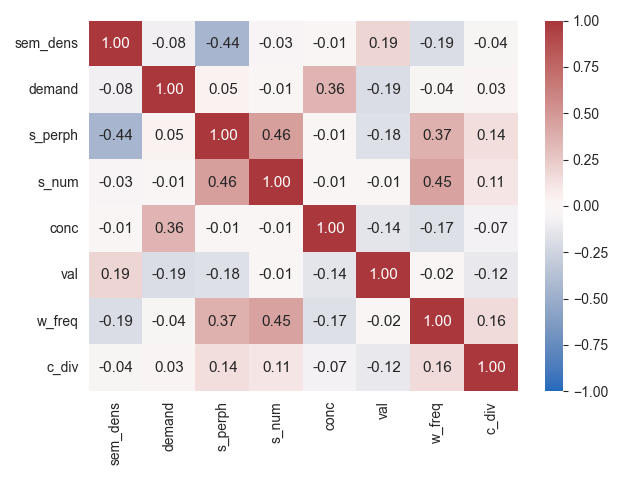 sem_dens 1.00 -0.08 -0.44 -0.03 -0.01 0.19 -0.19 -0.04
demand -0.08 1.00 0.05 -0.01 0.36 -0.19 -0.04 0.03
s_perph -0.44 0.05 1.00 0.46 -0.01 -0.18 0.37 0.14
s_num -0.03 -0.01 0.46 1.00 -0.01 -0.01 0.45 0.11
conc -0.01 0.36 -0.01 -0.01 1.00 -0.14 -0.17 -0.07
val 0.19 -0.19 -0.18 -0.01 -0.14 1.00 -0.02 -0.12
w_freq -0.19 -0.04 0.37 0.45 -0.17 -0.02 1.00 0.16
c_div -0.04 0.03 0.14 0.11 -0.07 -0.12 0.16 1.00
sem_dens demand s_perph s_num conc val w_freq c_div
1.00
0.75
0.50
0.25
0.00
−0.25
−0.50
−0.75
−1.00